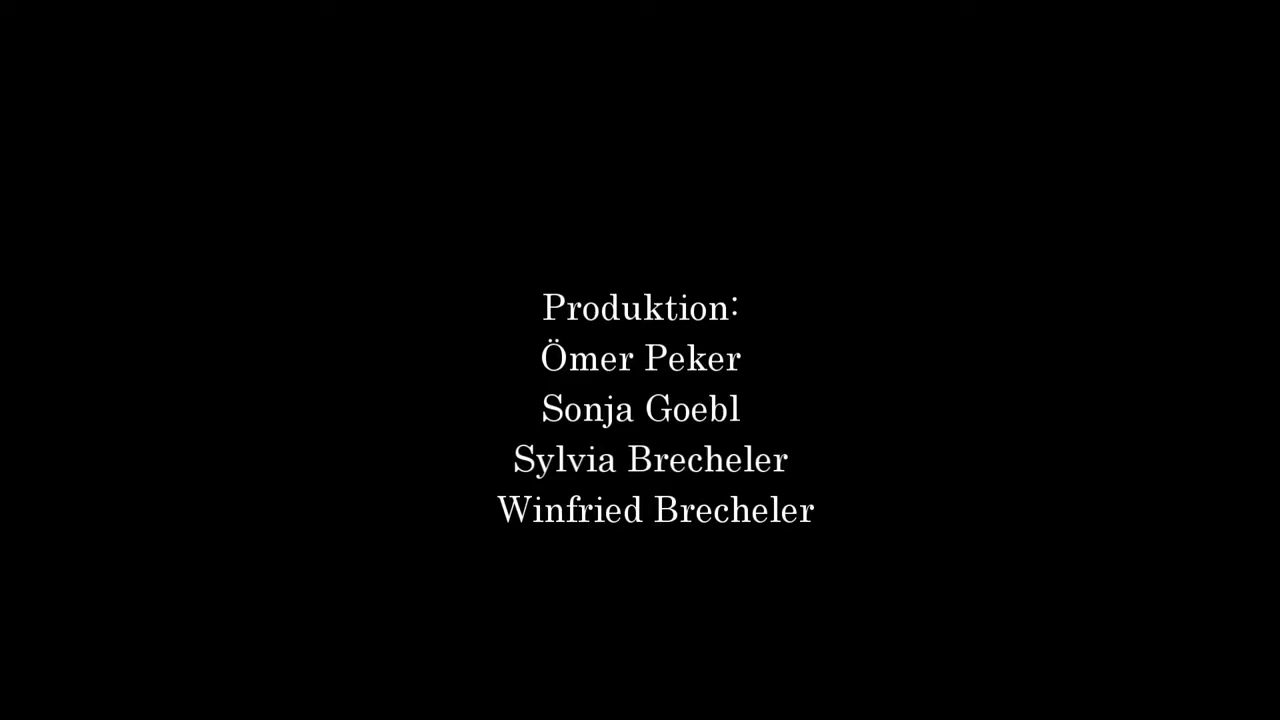 Produktion:
Ömer Peker
Sonja Goebl
Sylvia Brecheler
Winfried Brecheler